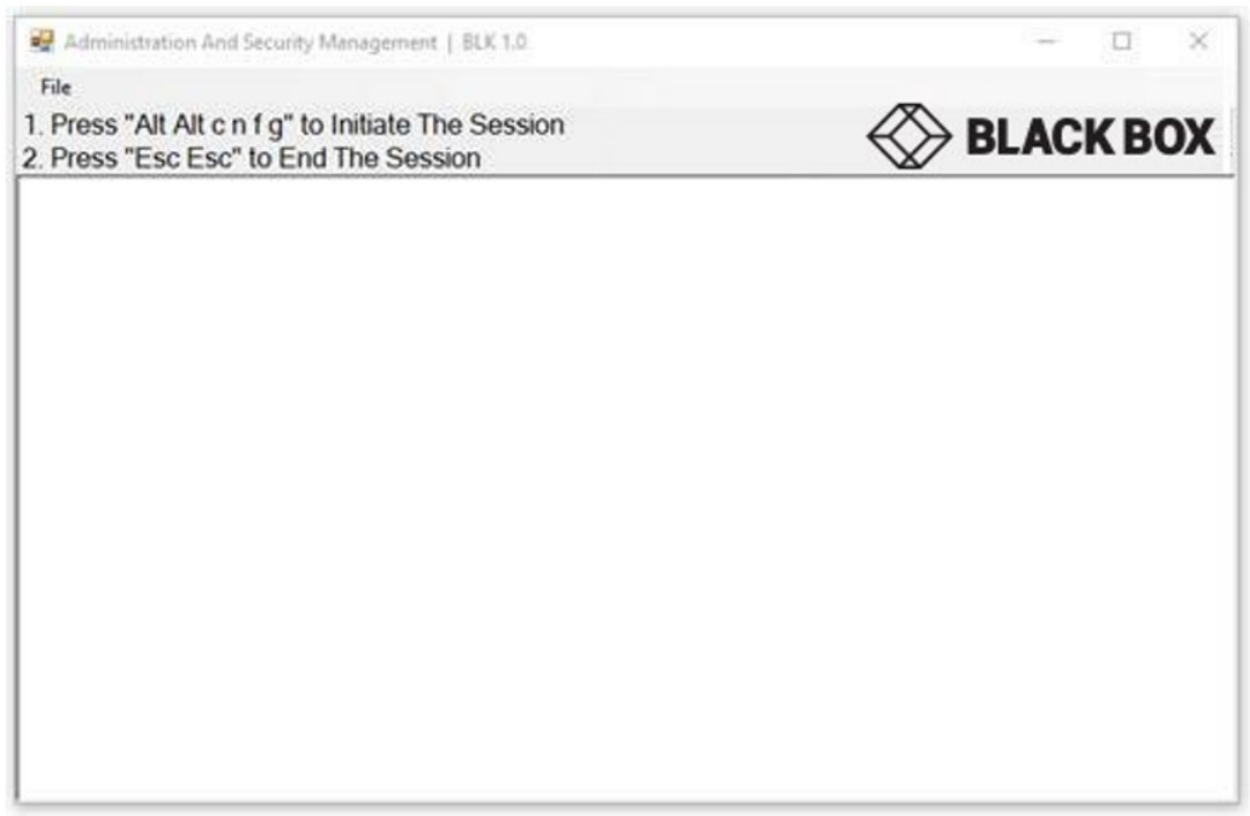 Administration And Security Management | BLK 1.0
File
1. Press "Alt Alt c n f g" to Initiate The Session
2. Press "Esc Esc" to End The Session
BLACK BOX